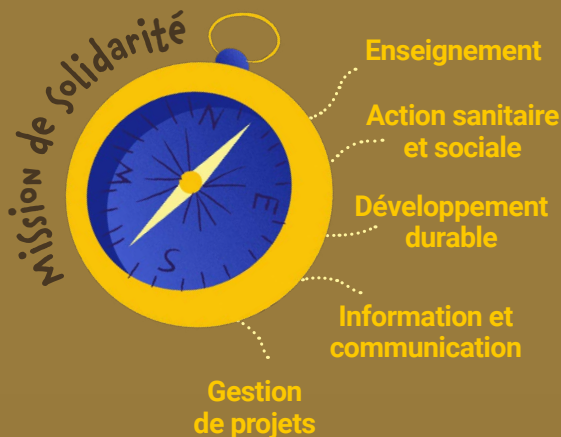 Mission de solidarité
Enseignement
Action sanitaire
et sociale
Développement
durable
Information et
communication
Gestion
de projets
N
E
S
W